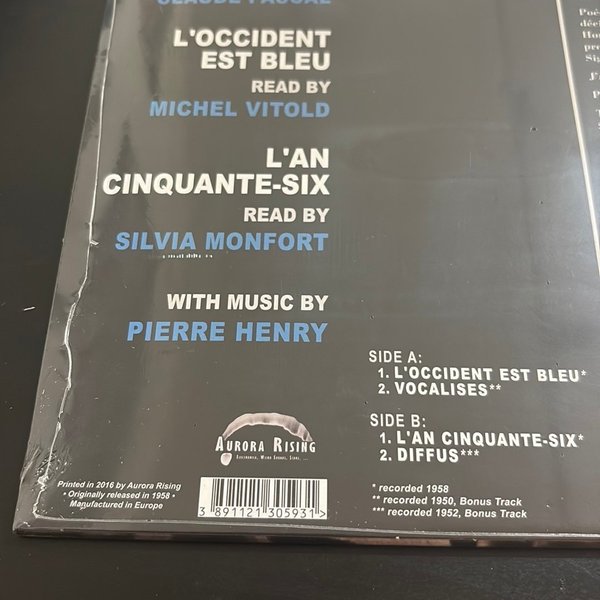 CLAUDE PASCAL
L'OCCIDENT
EST BLEU
READ BY
MICHEL VITOLD
L'AN
CINQUANTE-SIX
READ BY
SILVIA MONFORT
WITH MUSIC BY
PIERRE HENRY
SIDE A:
1. L'OCCIDENT EST BLEU*
2. VOCALISES**
SIDE B:
1. L'AN CINQUANTE-SIX*
2. DIFFUS***
* recorded 1958
** recorded 1950, Bonus Track
*** recorded 1952, Bonus Track
AURORA RISING
Printed in 2016 by Aurora Rising
• Originally released in 1958 •
Manufactured in Europe
3 891121 305931 >